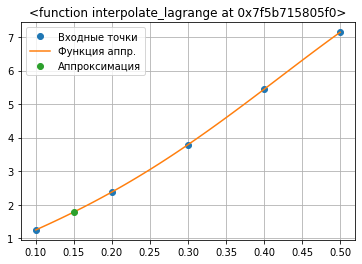 <function interpolate_lagrange at 0x7f5b715805f0>
Входные точки
Функция аппр.
Аппроксимация
7
6
5
4
3
2
1
0.10 0.15 0.20 0.25 0.30 0.35 0.40 0.45 0.50